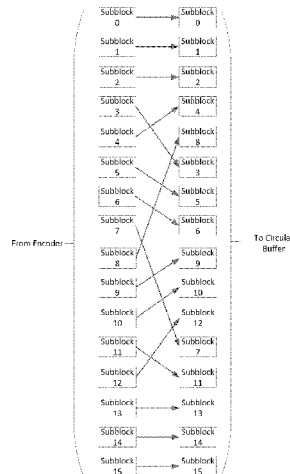 Subblock
0
Subblock
0
Subblock
1
Subblock
1
Subblock
2
Subblock
2
Subblock
3
Subblock
4
Subblock
4
Subblock
8
Subblock
5
Subblock
3
Subblock
6
Subblock
5
Subblock
7
Subblock
6
From Encoder
To Circula
Buffer
Subblock
8
Subblock
9
Subblock
9
Subblock
10
Subblock
10
Subblock
12
Subblock
11
Subblock
7
Subblock
12
Subblock
11
Subblock
13
Subblock
13
Subblock
14
Subblock
14
Subblock
15
Subblock
15